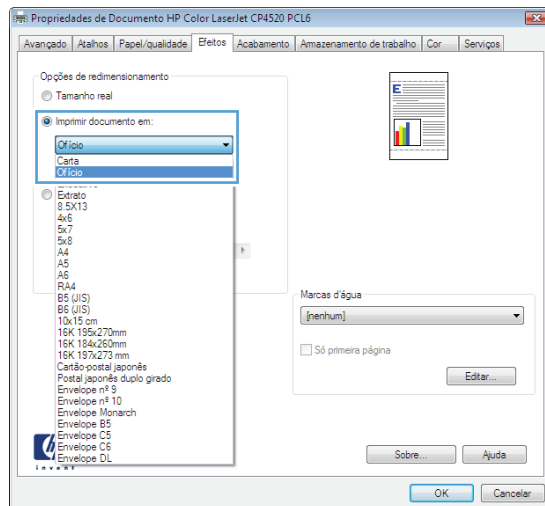 Propriedades de Documento HP Color LaserJet CP4520 PCL6
Avançado Atalhos Papel/qualidade Efeitos Acabamento Amazenamento de trabalho Cor Serviços
Opções de redimensionamento
Tamanho real
Imprimir documento em:
Ofício
Carta
Ofício
Extrato
8.5X13
4x6
5x7
5x8
A4
A5
A6
RA4
B5 (JIS)
B6 (JIS)
10x15 cm
16K 195x270mm
16K 184x260mm
16K 197x273 mm
Cartão-postal japonês
Postal japonês duplo girado
Envelope nº 9
Envelope nº 10
Envelope Monarch
Envelope B5
Envelope C5
Envelope C6
Envelope DL
E
Marcas d'água
[nenhum]
Só primeira página
Editar...
invent
Sobre... Ajuda
OK Cancelar